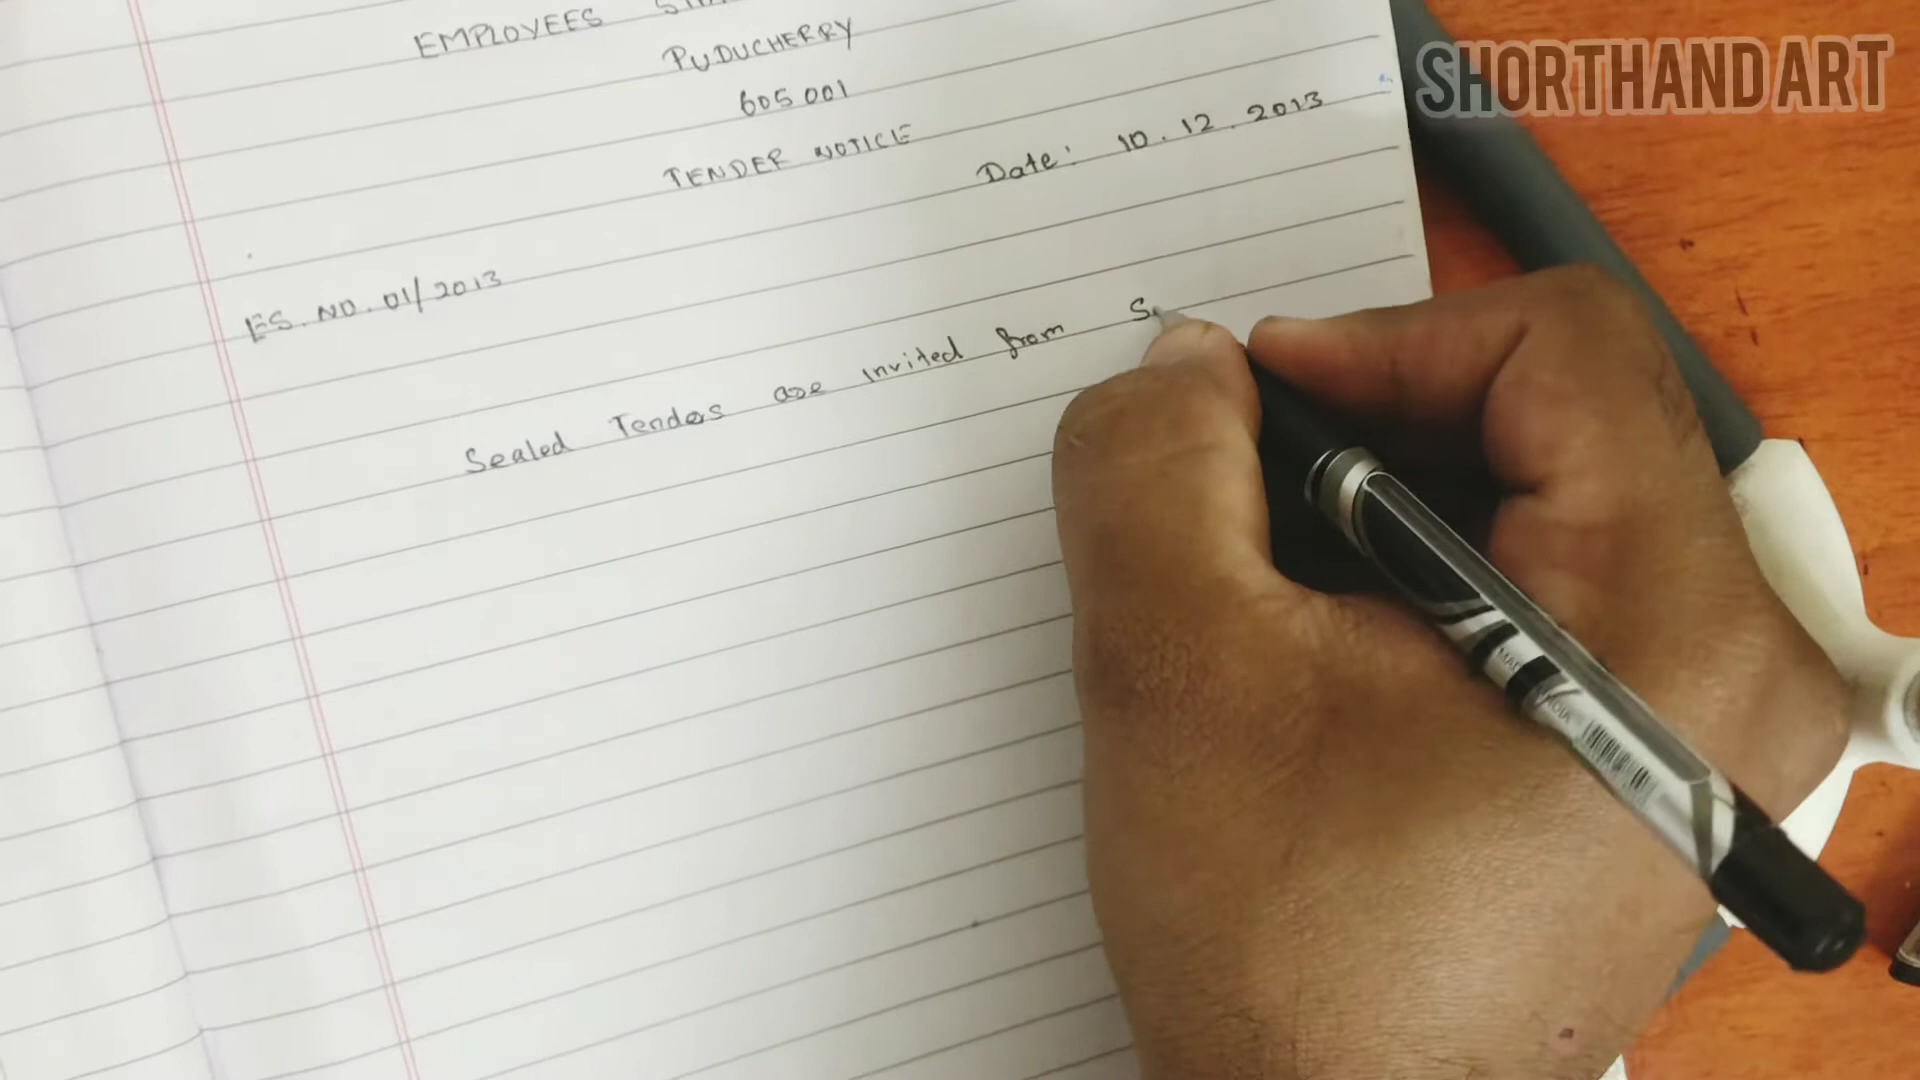 SHORTHAND ART
EMPLOYEES
PUDUCHERRY
605 001
TENDER NOTICE
Date: 10.12.2013
ES. NO. 01/2013
Sealed Tenders are invited from